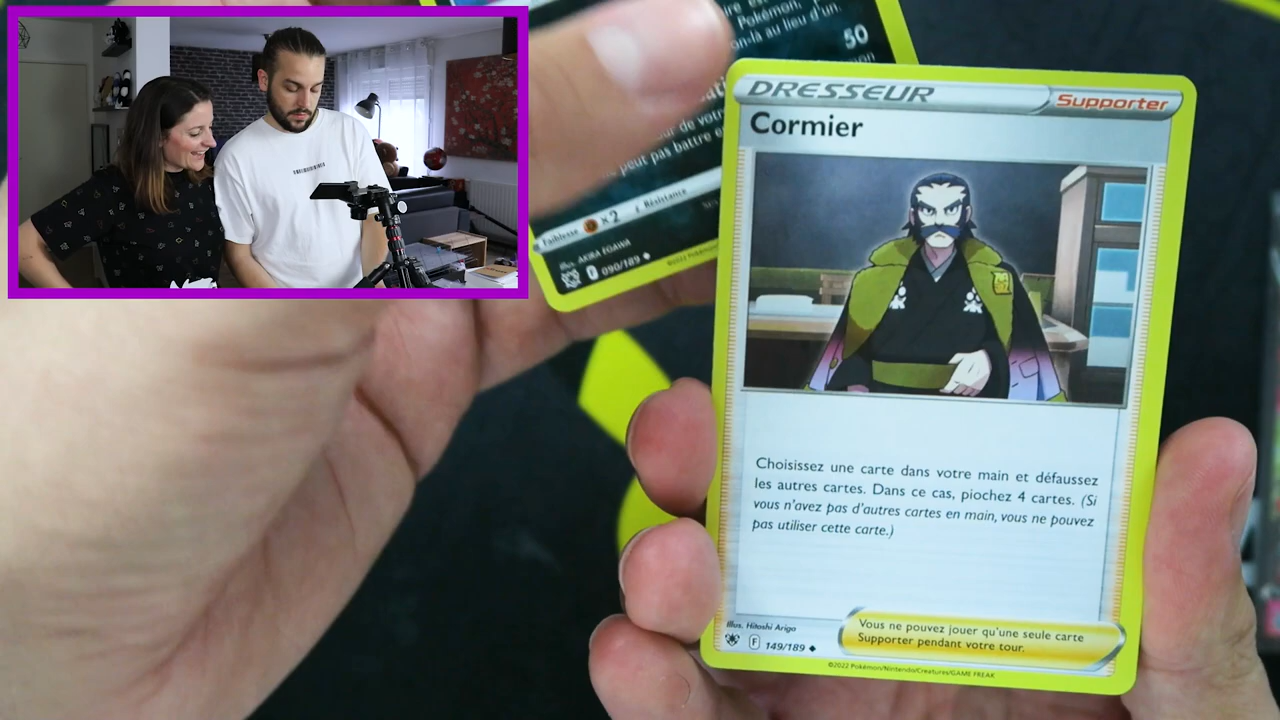 50
Faiblesse × 2 Résistance
Illus. AKIRA EGAWA
F 090/189
DRESSEUR Supporter
Cormier
Choisissez une carte dans votre main et défaussez
les autres cartes. Dans ce cas, piochez 4 cartes. (Si
vous n'avez pas d'autres cartes en main, vous ne pouvez
pas utiliser cette carte.)
Illus. Hitoshi Ariga
F 149/189
Vous ne pouvez jouer qu'une seule carte
Supporter pendant votre tour.
©2022 Pokémon/Nintendo/Creatures/GAME FREAK